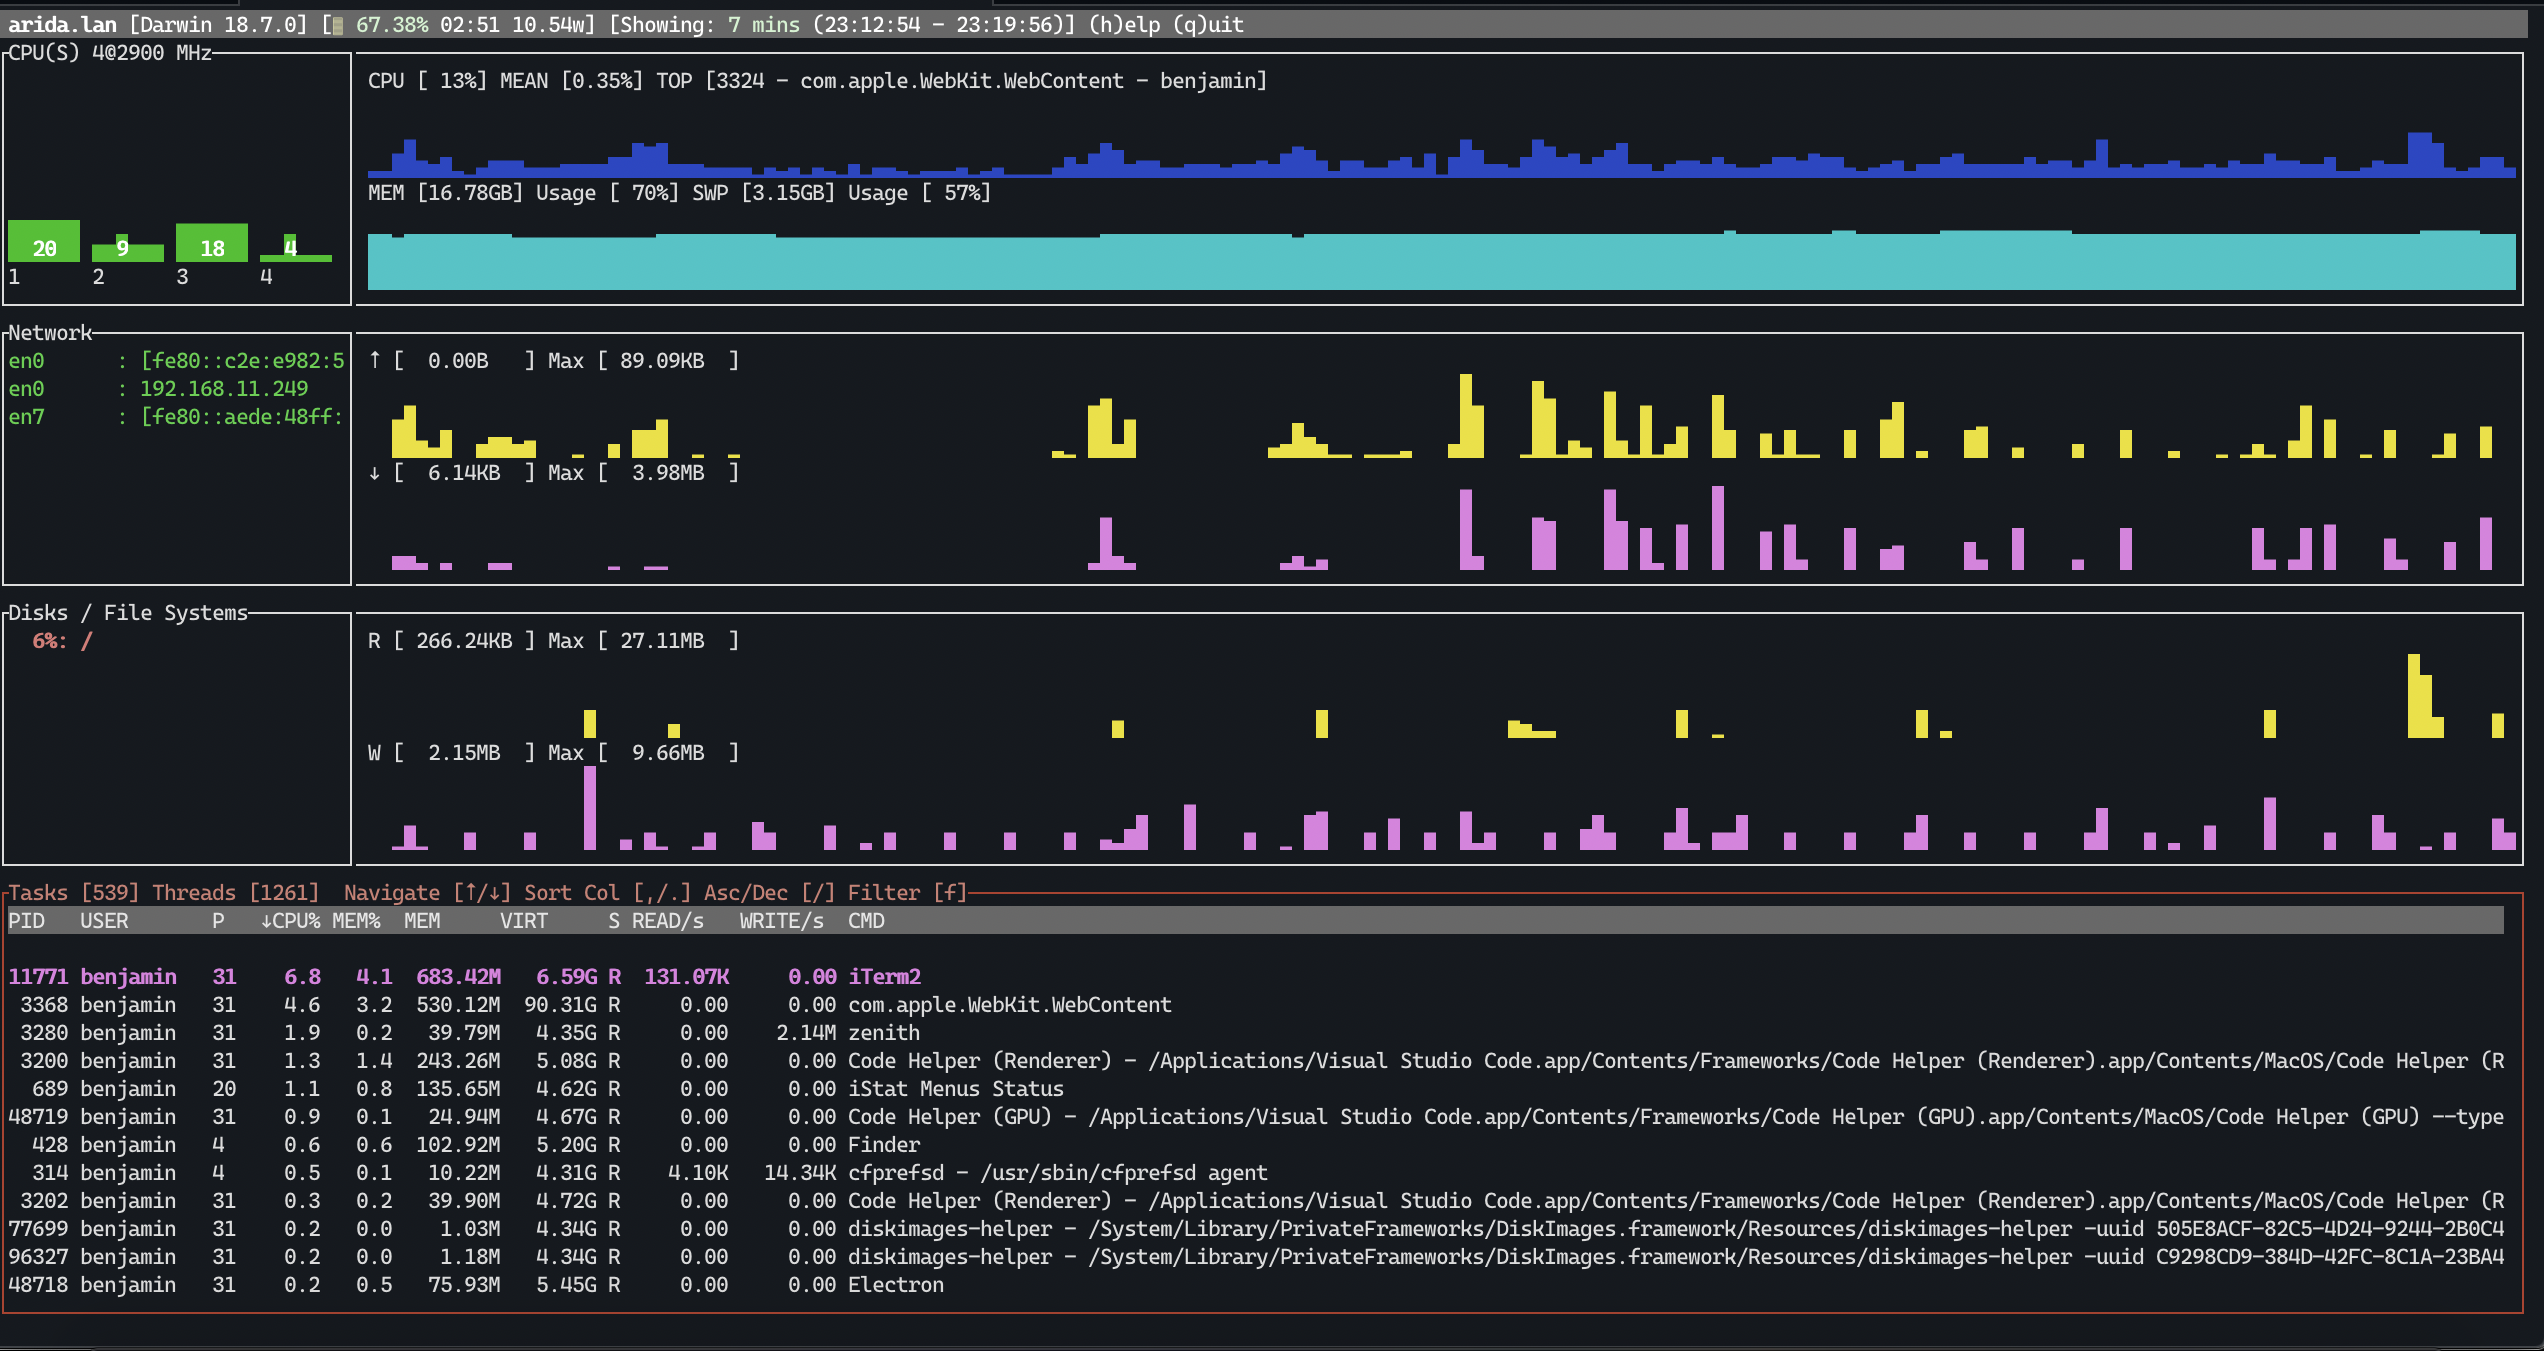 arida.lan [Darwin 18.7.0] [ 67.38% 02:51 10.54w] [Showing: 7 mins (23:12:54 - 23:19:56)] (h)elp (q)uit
CPU(S) 4@2900 MHz
CPU [ 13%] MEAN [0.35%] TOP [3324 - com.apple.WebKit.WebContent - benjamin]
MEM [16.78GB] Usage [ 70%] SWP [3.15GB] Usage [ 57%]
20 9 18 4
1 2 3 4
Network
en0 : [fe80::c2e:e982:5
en0 : 192.168.11.249
en7 : [fe80::aede:48ff:
↑ [ 0.00B ] Max [ 89.09KB ]
↓ [ 6.14KB ] Max [ 3.98MB ]
Disks / File Systems
6%: /
R [ 266.24KB ] Max [ 27.11MB ]
W [ 2.15MB ] Max [ 9.66MB ]
Tasks [539] Threads [1261] Navigate [↑/↓] Sort Col [,/.] Asc/Dec [/] Filter [f]
PID USER P ↓CPU% MEM% MEM VIRT S READ/s WRITE/s CMD
11771 benjamin 31 6.8 4.1 683.42M 6.59G R 131.07K 0.00 iTerm2
3368 benjamin 31 4.6 3.2 530.12M 90.31G R 0.00 0.00 com.apple.WebKit.WebContent
3280 benjamin 31 1.9 0.2 39.79M 4.35G R 0.00 2.14M zenith
3200 benjamin 31 1.3 1.4 243.26M 5.08G R 0.00 0.00 Code Helper (Renderer) - /Applications/Visual Studio Code.app/Contents/Frameworks/Code Helper (Renderer).app/Contents/MacOS/Code Helper (R
689 benjamin 20 1.1 0.8 135.65M 4.62G R 0.00 0.00 iStat Menus Status
48719 benjamin 31 0.9 0.1 24.94M 4.67G R 0.00 0.00 Code Helper (GPU) - /Applications/Visual Studio Code.app/Contents/Frameworks/Code Helper (GPU).app/Contents/MacOS/Code Helper (GPU) --type
428 benjamin 4 0.6 0.6 102.92M 5.20G R 0.00 0.00 Finder
314 benjamin 4 0.5 0.1 10.22M 4.31G R 4.10K 14.34K cfprefsd - /usr/sbin/cfprefsd agent
3202 benjamin 31 0.3 0.2 39.90M 4.72G R 0.00 0.00 Code Helper (Renderer) - /Applications/Visual Studio Code.app/Contents/Frameworks/Code Helper (Renderer).app/Contents/MacOS/Code Helper (R
77699 benjamin 31 0.2 0.0 1.03M 4.34G R 0.00 0.00 diskimages-helper - /System/Library/PrivateFrameworks/DiskImages.framework/Resources/diskimages-helper -uuid 505E8ACF-82C5-4D24-9244-2B0C4
96327 benjamin 31 0.2 0.0 1.18M 4.34G R 0.00 0.00 diskimages-helper - /System/Library/PrivateFrameworks/DiskImages.framework/Resources/diskimages-helper -uuid C9298CD9-384D-42FC-8C1A-23BA4
48718 benjamin 31 0.2 0.5 75.93M 5.45G R 0.00 0.00 Electron